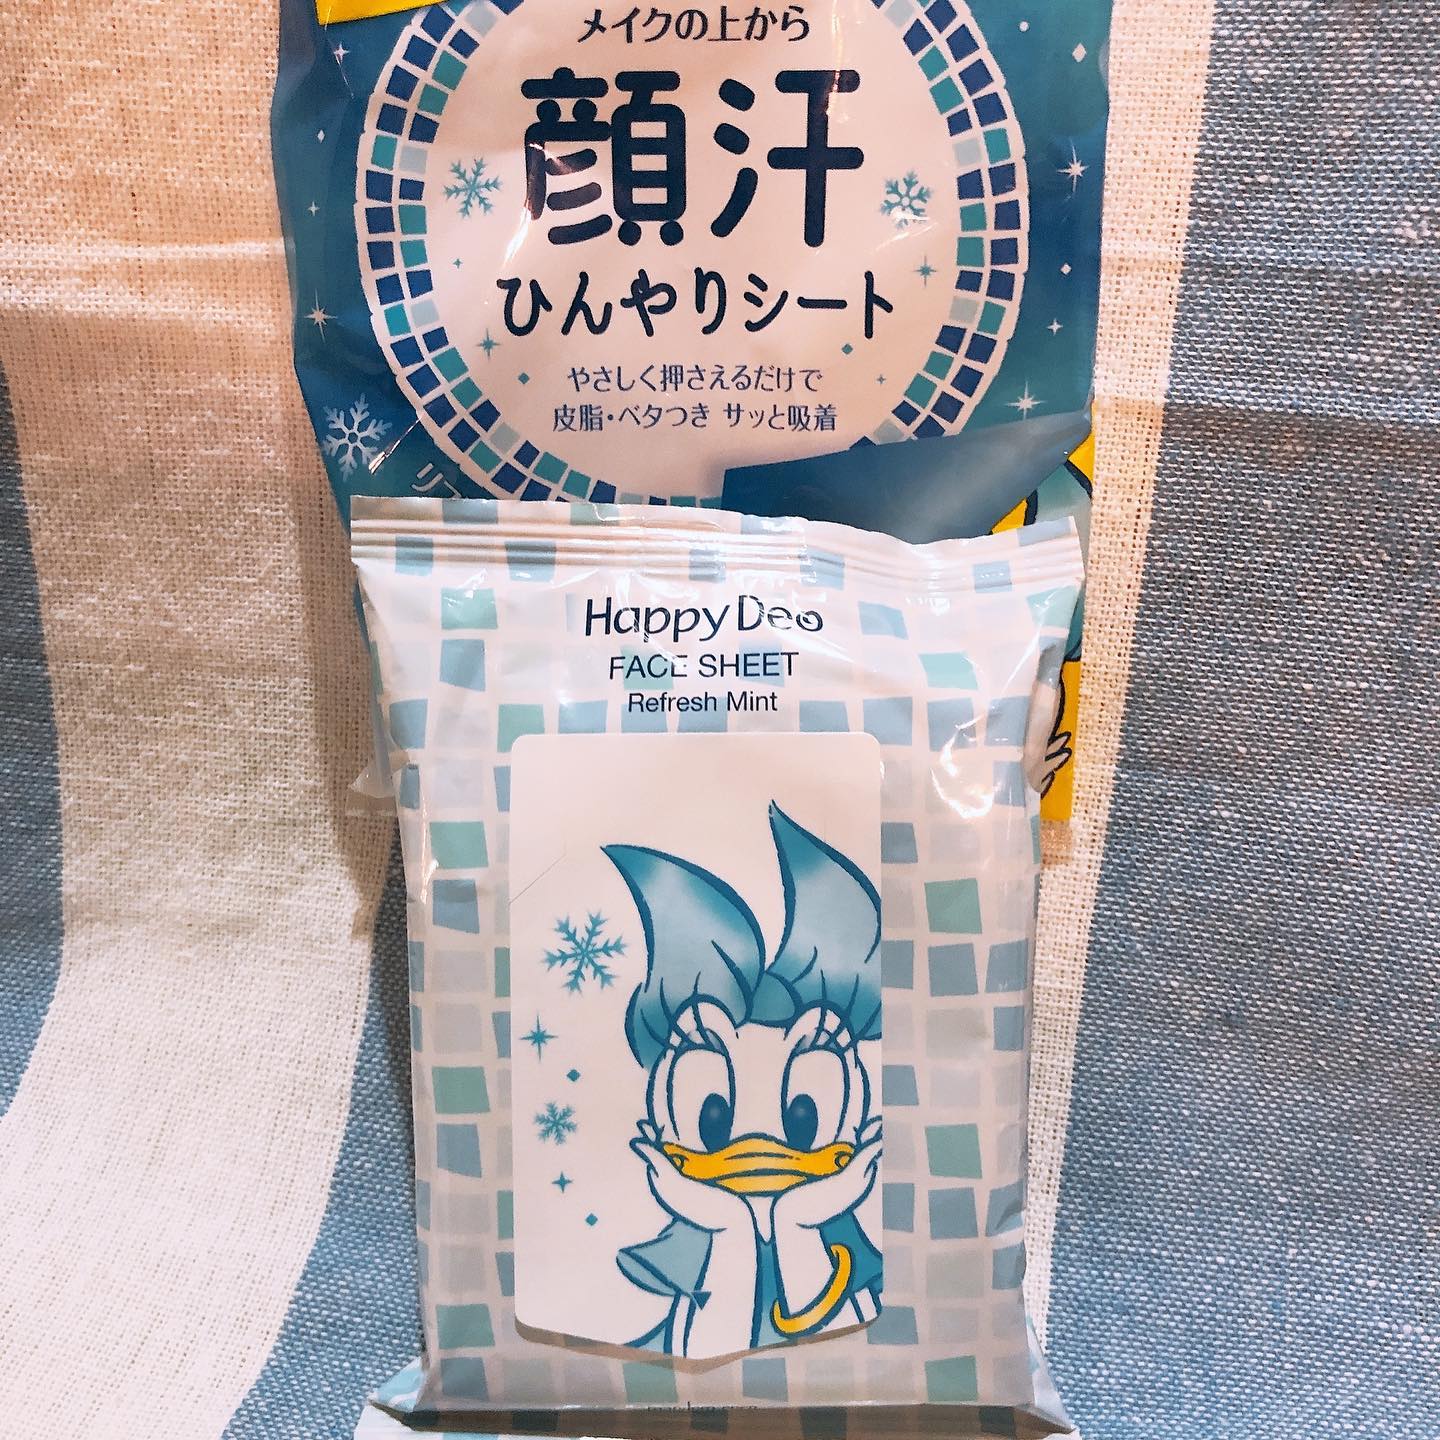 メイクの上から
顔汗
ひんやりシート
やさしく押さえるだけで
皮脂・ベタつき サッと吸着
Happy Deo
FACE SHEET
Refresh Mint